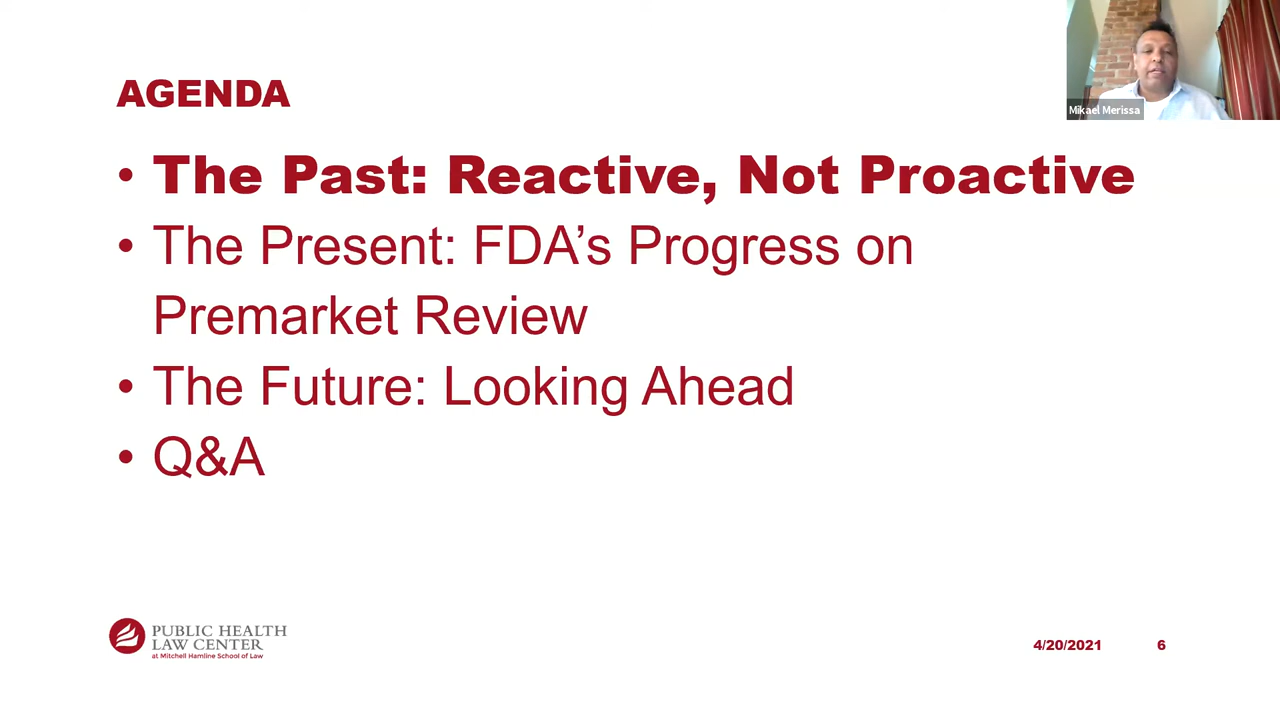 AGENDA
Mikael Merissa
• The Past: Reactive, Not Proactive
• The Present: FDA’s Progress on
Premarket Review
• The Future: Looking Ahead
• Q&A
PUBLIC HEALTH
LAW CENTER
at Mitchell Hamline School of Law
4/20/2021
6